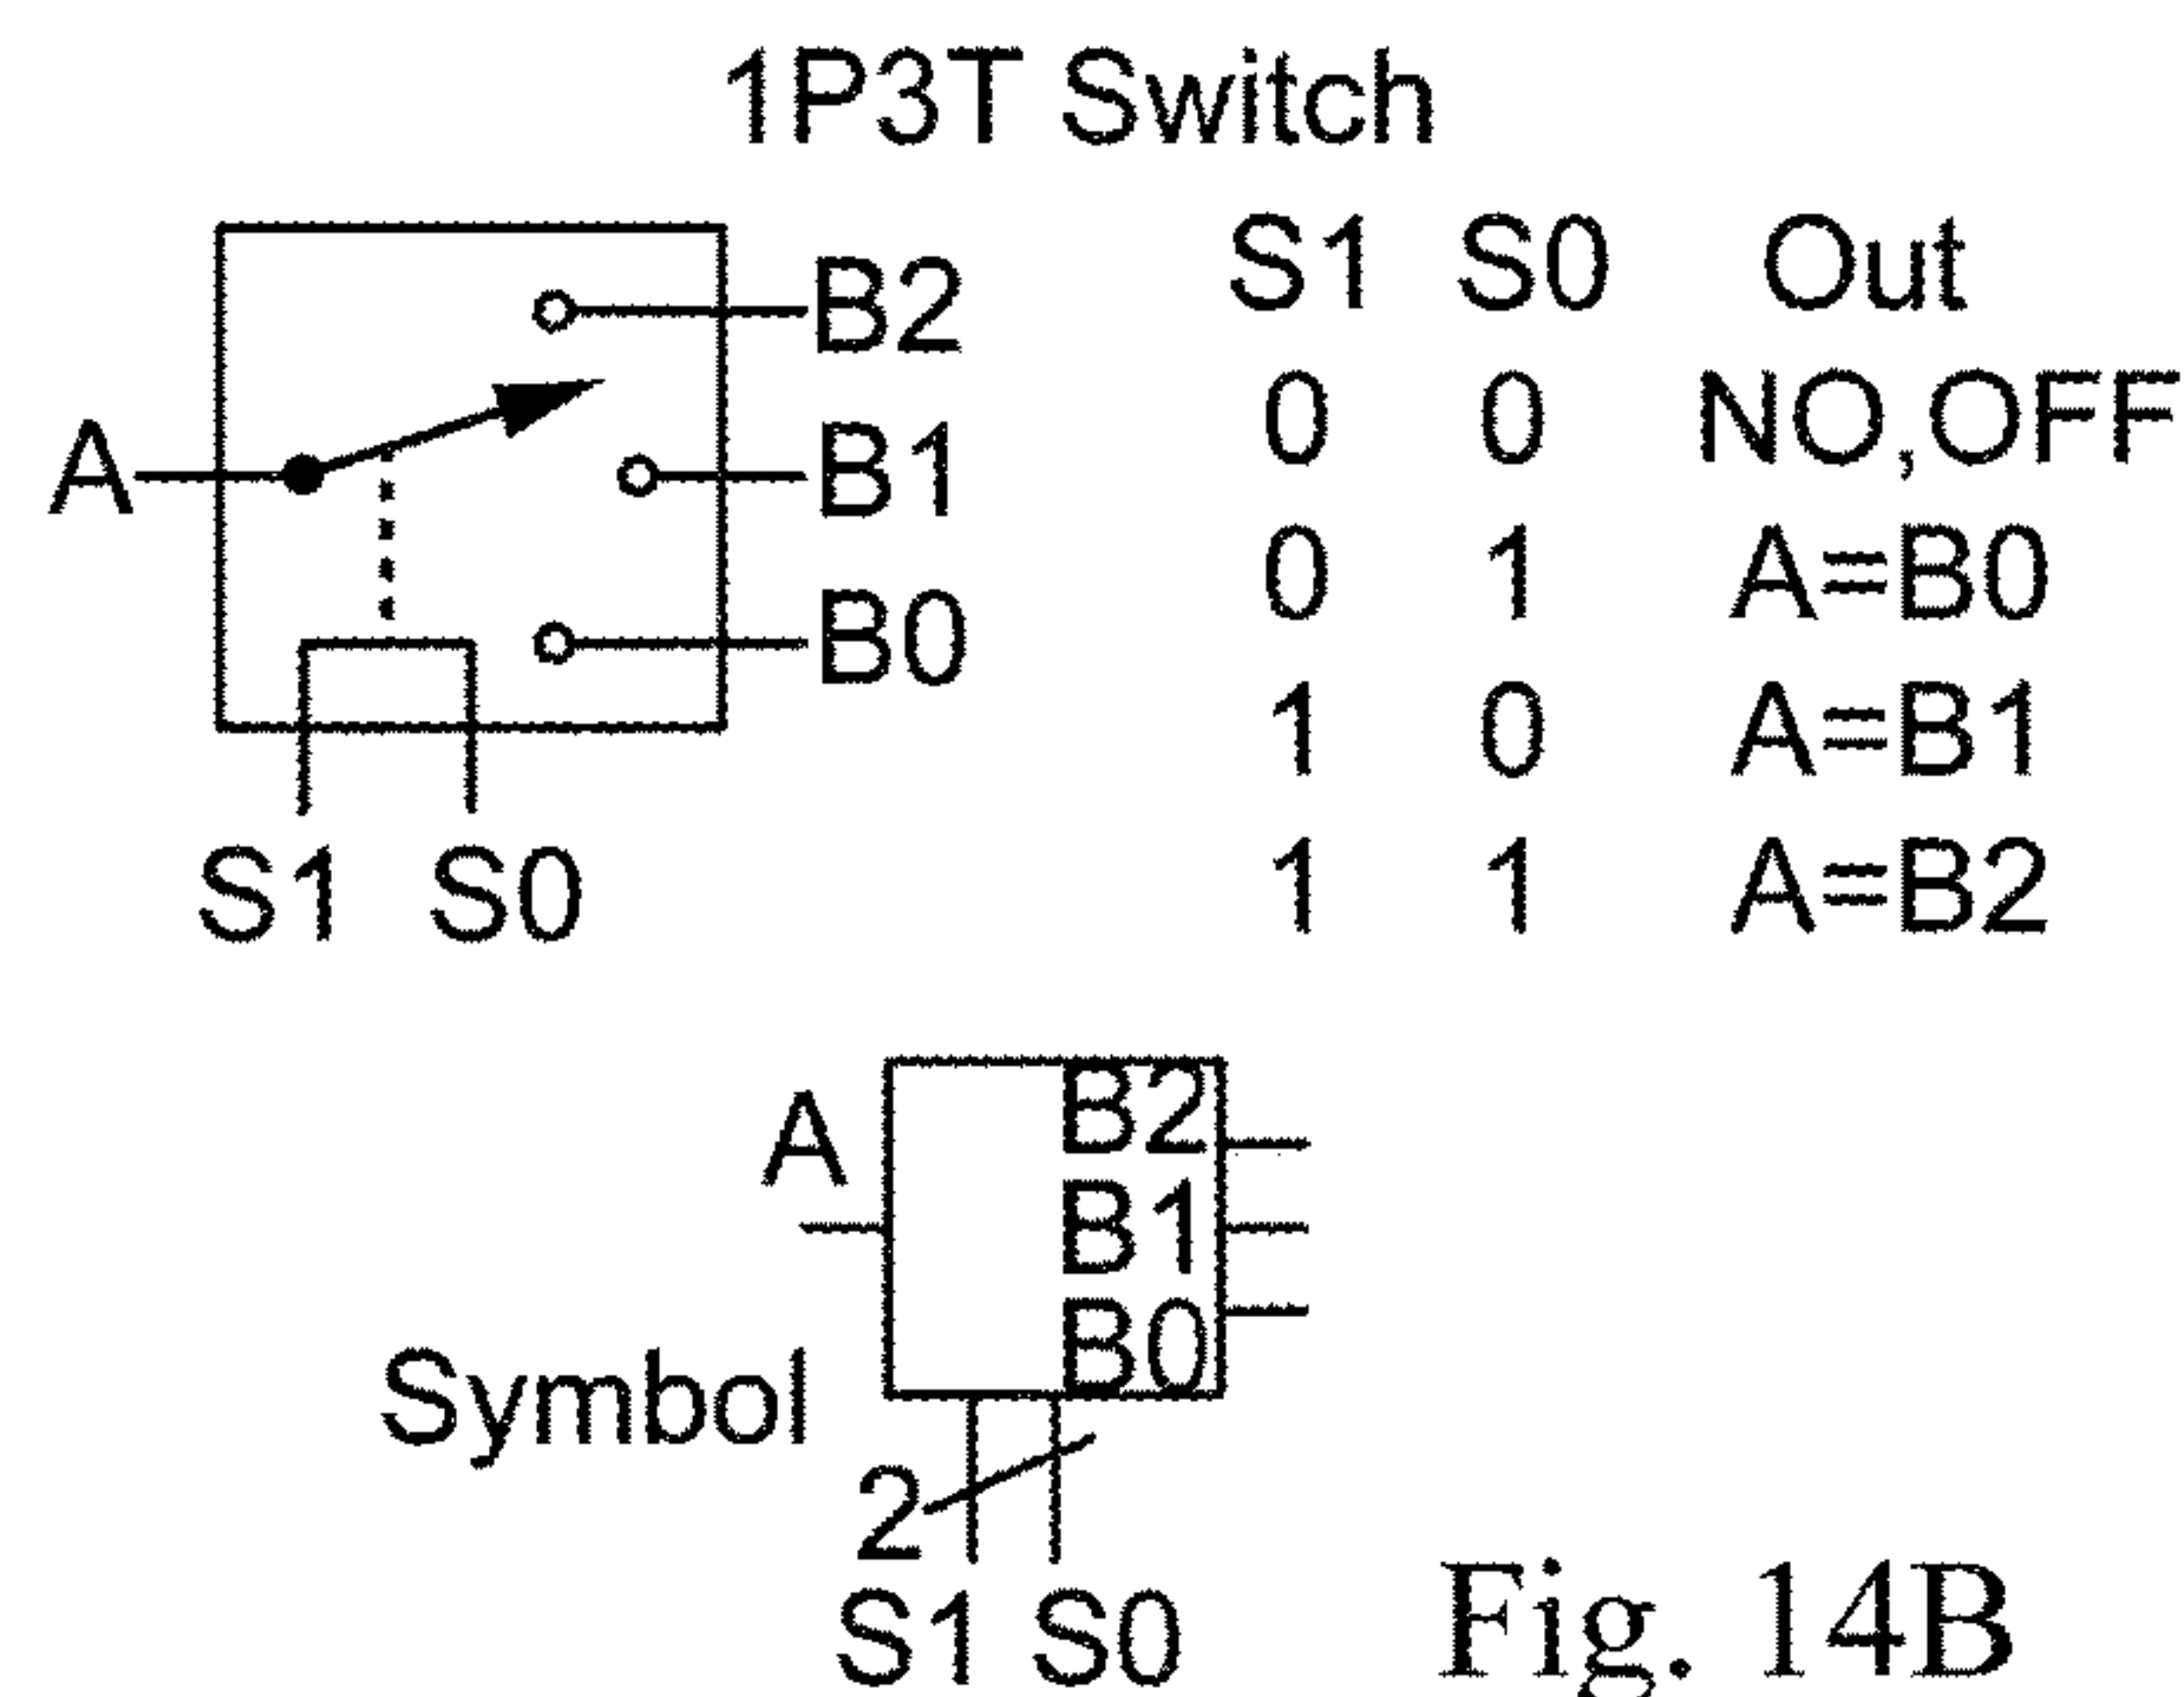 1P3T Switch
B2
A
B1
B0
S1 S0
S1 S0 Out
0 0 NO,OFF
0 1 A=B0
1 0 A=B1
1 1 A=B2
A
B2
B1
B0
Symbol
2
S1 S0
Fig. 14B